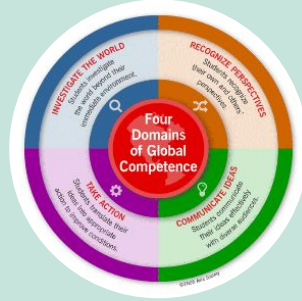 INVESTIGATE THE WORLD
Students investigate
the world beyond their
immediate environment.
RECOGNIZE PERSPECTIVES
Students recognize
their own and others'
perspectives.
Four
Domains
of Global
Competence
TAKE ACTION
Students translate their
ideas into appropriate
action to improve conditions.
COMMUNICATE IDEAS
Students communicate
their ideas effectively
with diverse audiences.